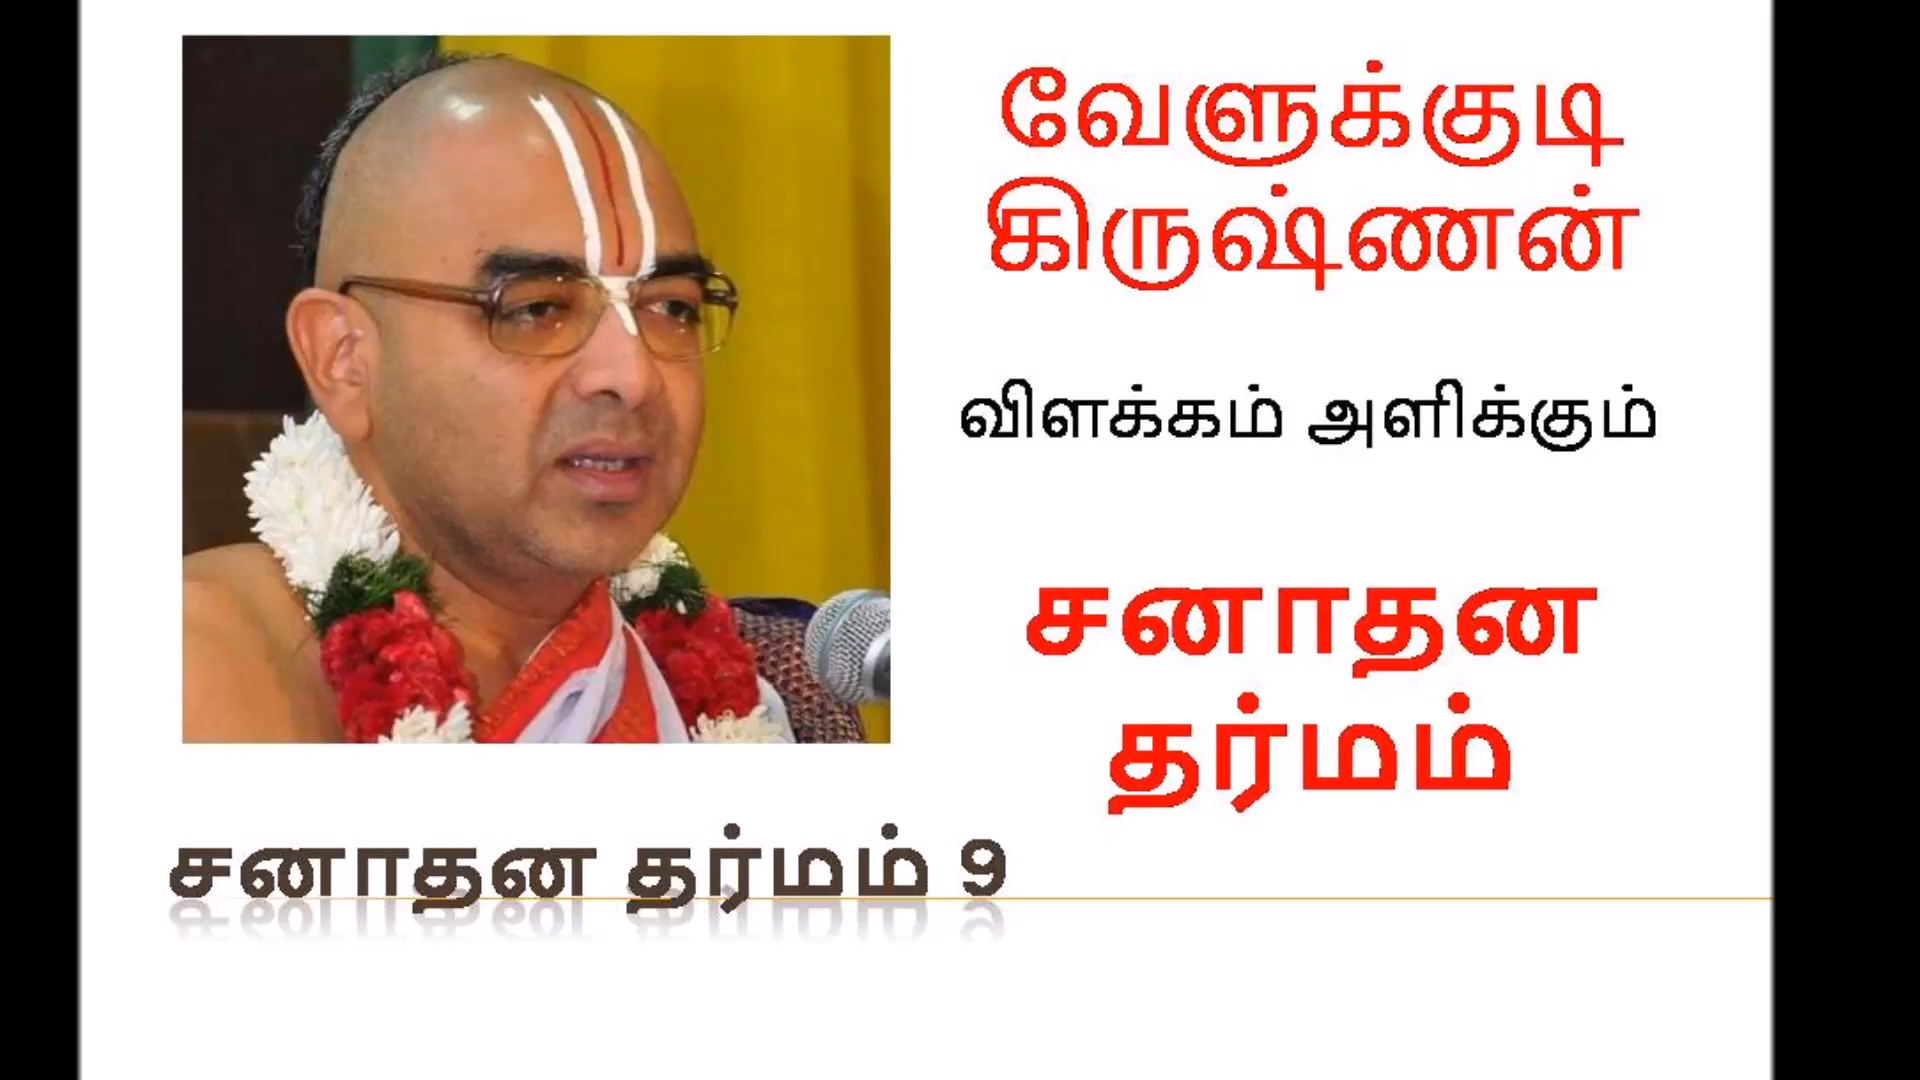 வேளுக்குடி
கிருஷ்ணன்
விளக்கம் அளிக்கும்
சனாதன
தர்மம்
சனாதன தர்மம் 9